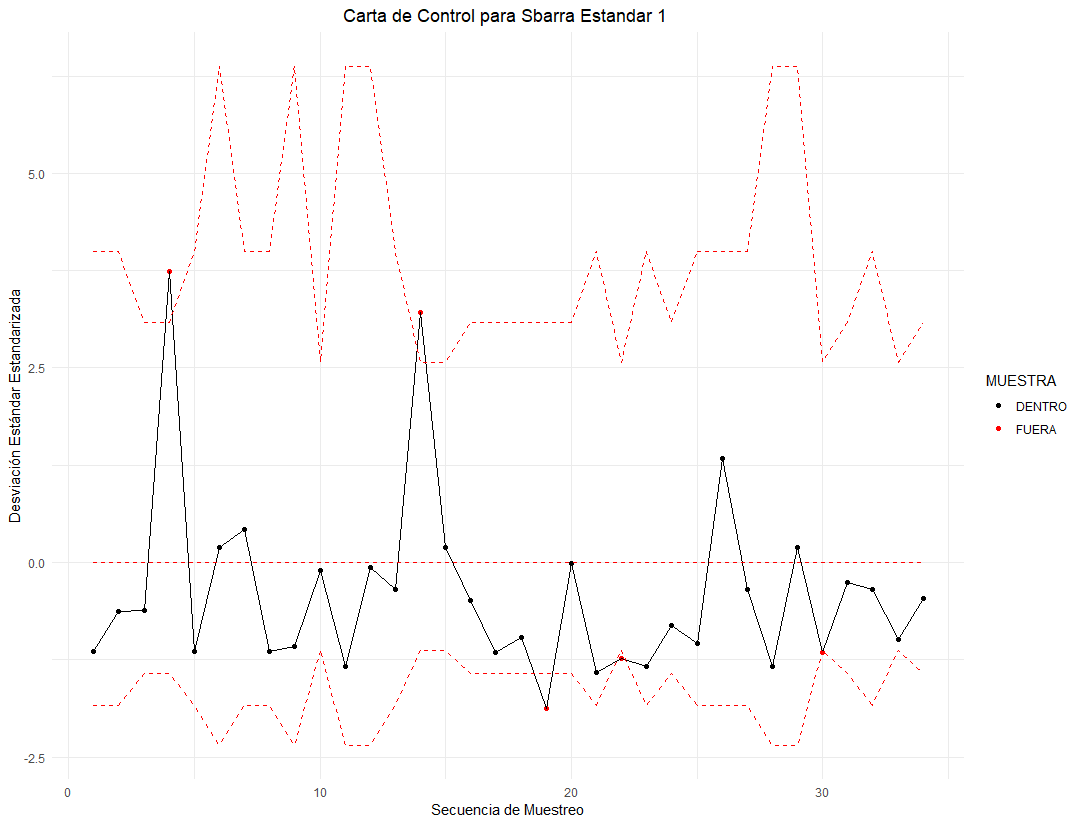 Carta de Control para Sbarra Estandar 1
Desviación Estándar Estandarizada
5.0
2.5
0.0
-2.5
0
10
20
30
Secuencia de Muestreo
MUESTRA
DENTRO
FUERA